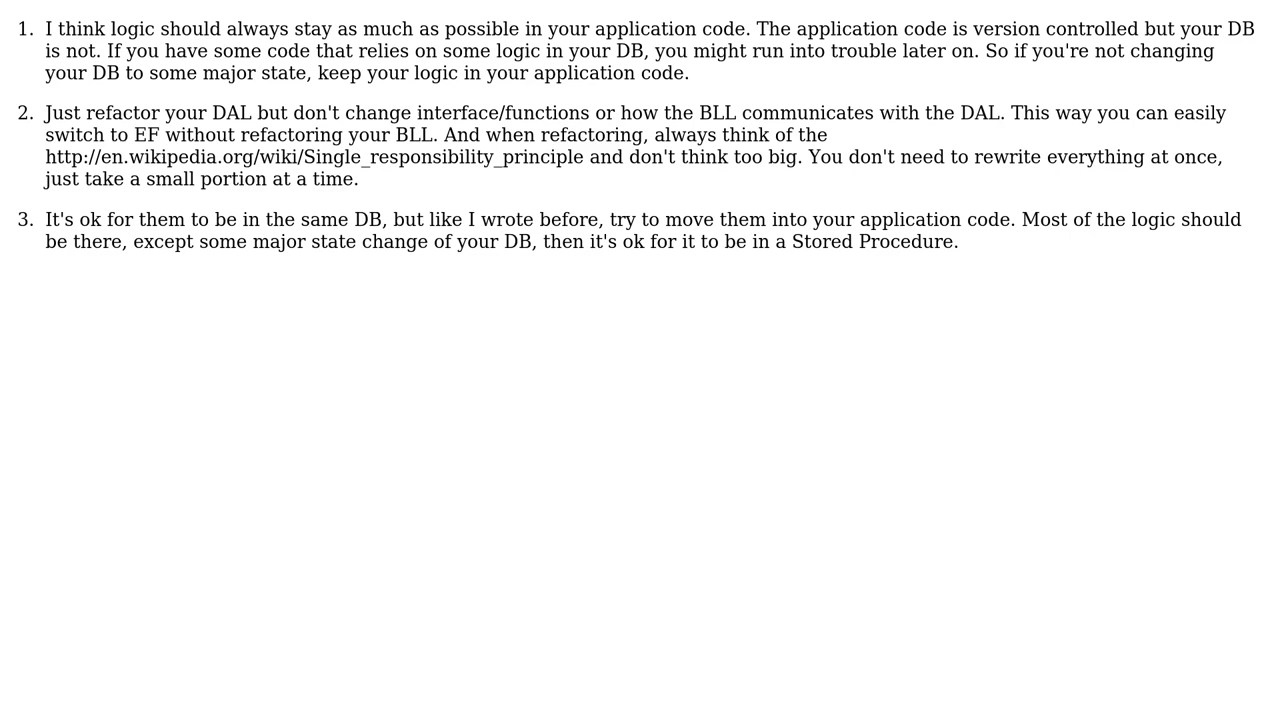 1. I think logic should always stay as much as possible in your application code. The application code is version controlled but your DB
is not. If you have some code that relies on some logic in your DB, you might run into trouble later on. So if you're not changing
your DB to some major state, keep your logic in your application code.
2. Just refactor your DAL but don't change interface/functions or how the BLL communicates with the DAL. This way you can easily
switch to EF without refactoring your BLL. And when refactoring, always think of the
http://en.wikipedia.org/wiki/Single_responsibility_principle and don't think too big. You don't need to rewrite everything at once,
just take a small portion at a time.
3. It's ok for them to be in the same DB, but like I wrote before, try to move them into your application code. Most of the logic should
be there, except some major state change of your DB, then it's ok for it to be in a Stored Procedure.